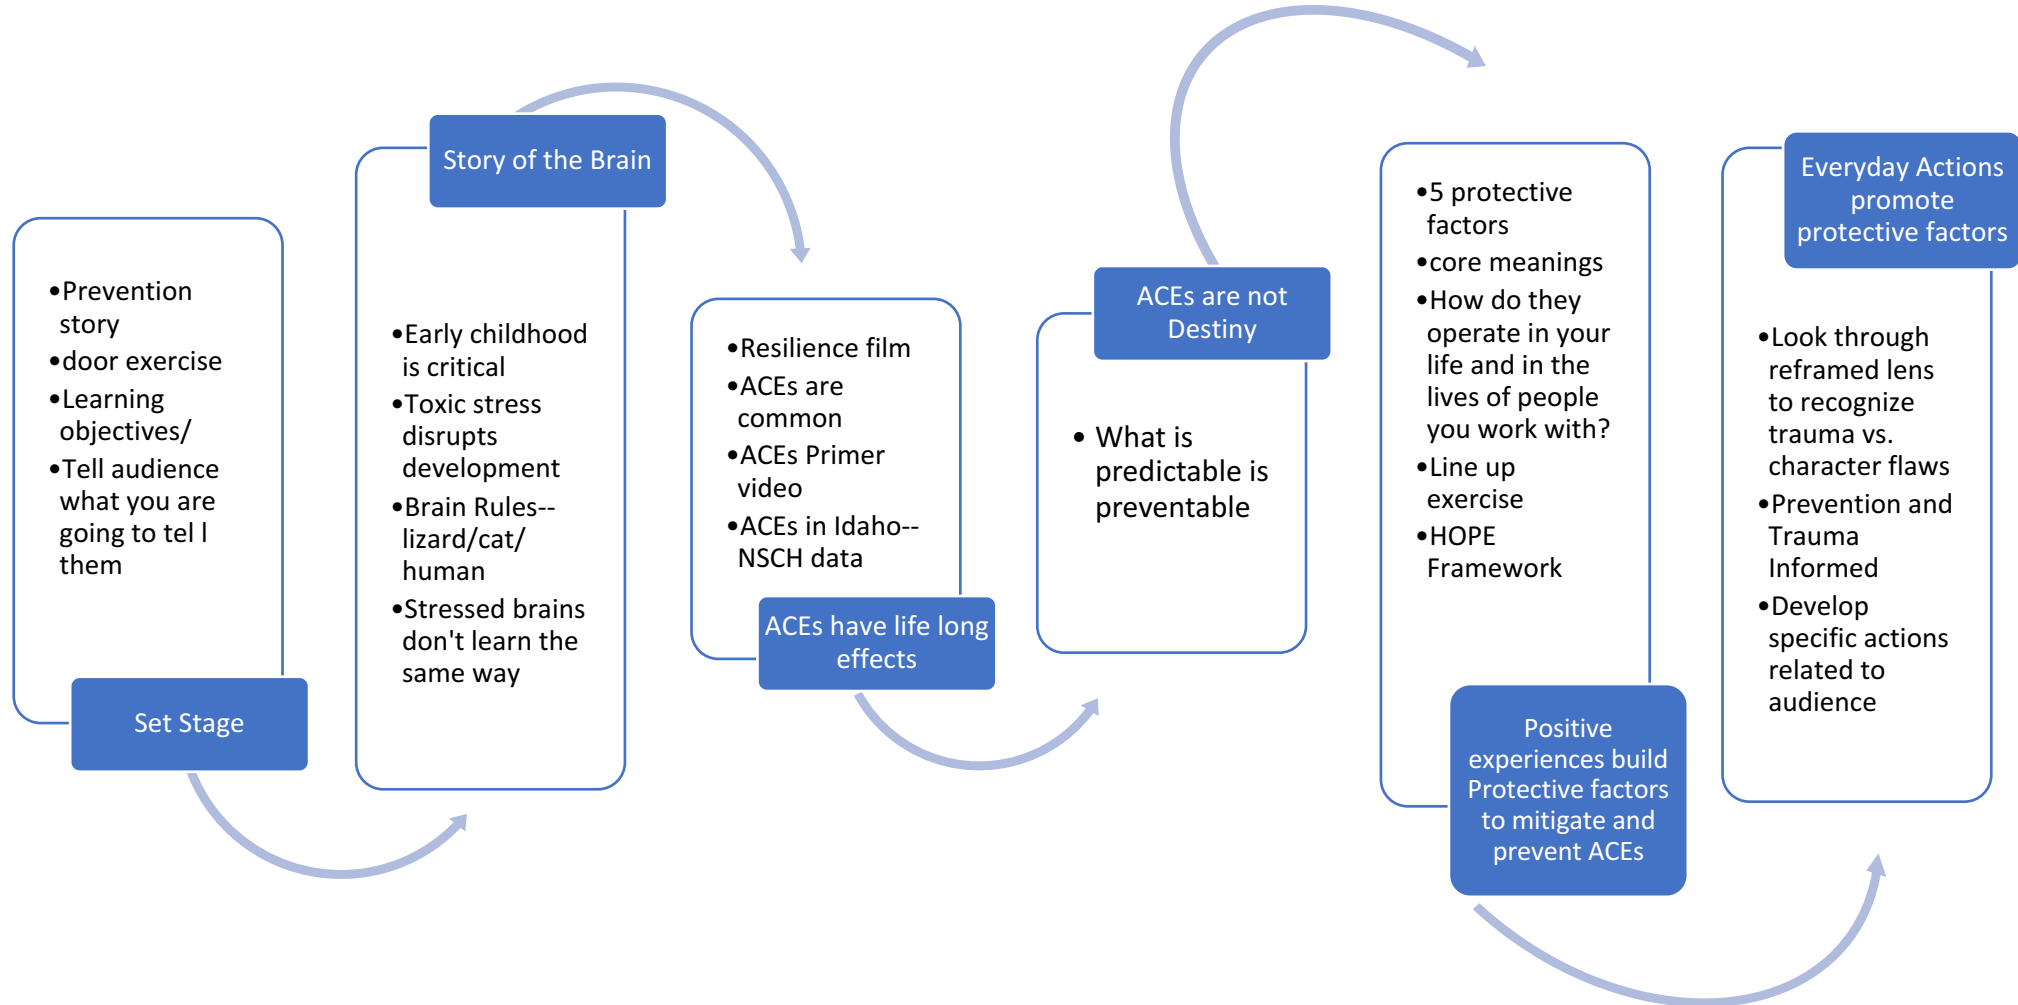 •Prevention
story
•door exercise
•Learning
objectives/
•Tell audience
what you are
going to tel l
them
Set Stage
Story of the Brain
•Early childhood
is critical
•Toxic stress
disrupts
development
•Brain Rules--
lizard/cat/
human
•Stressed brains
don't learn the
same way
•Resilience film
•ACEs are
common
•ACEs Primer
video
•ACEs in Idaho--
NSCH data
ACEs have life long
effects
ACEs are not
Destiny
• What is
predictable is
preventable
•5 protective
factors
•core meanings
•How do they
operate in your
life and in the
lives of people
you work with?
•Line up
exercise
•HOPE
Framework
Positive
experiences build
Protective factors
to mitigate and
prevent ACEs
Everyday Actions
promote
protective factors
•Look through
reframed lens
to recognize
trauma vs.
character flaws
•Prevention and
Trauma
Informed
•Develop
specific actions
related to
audience